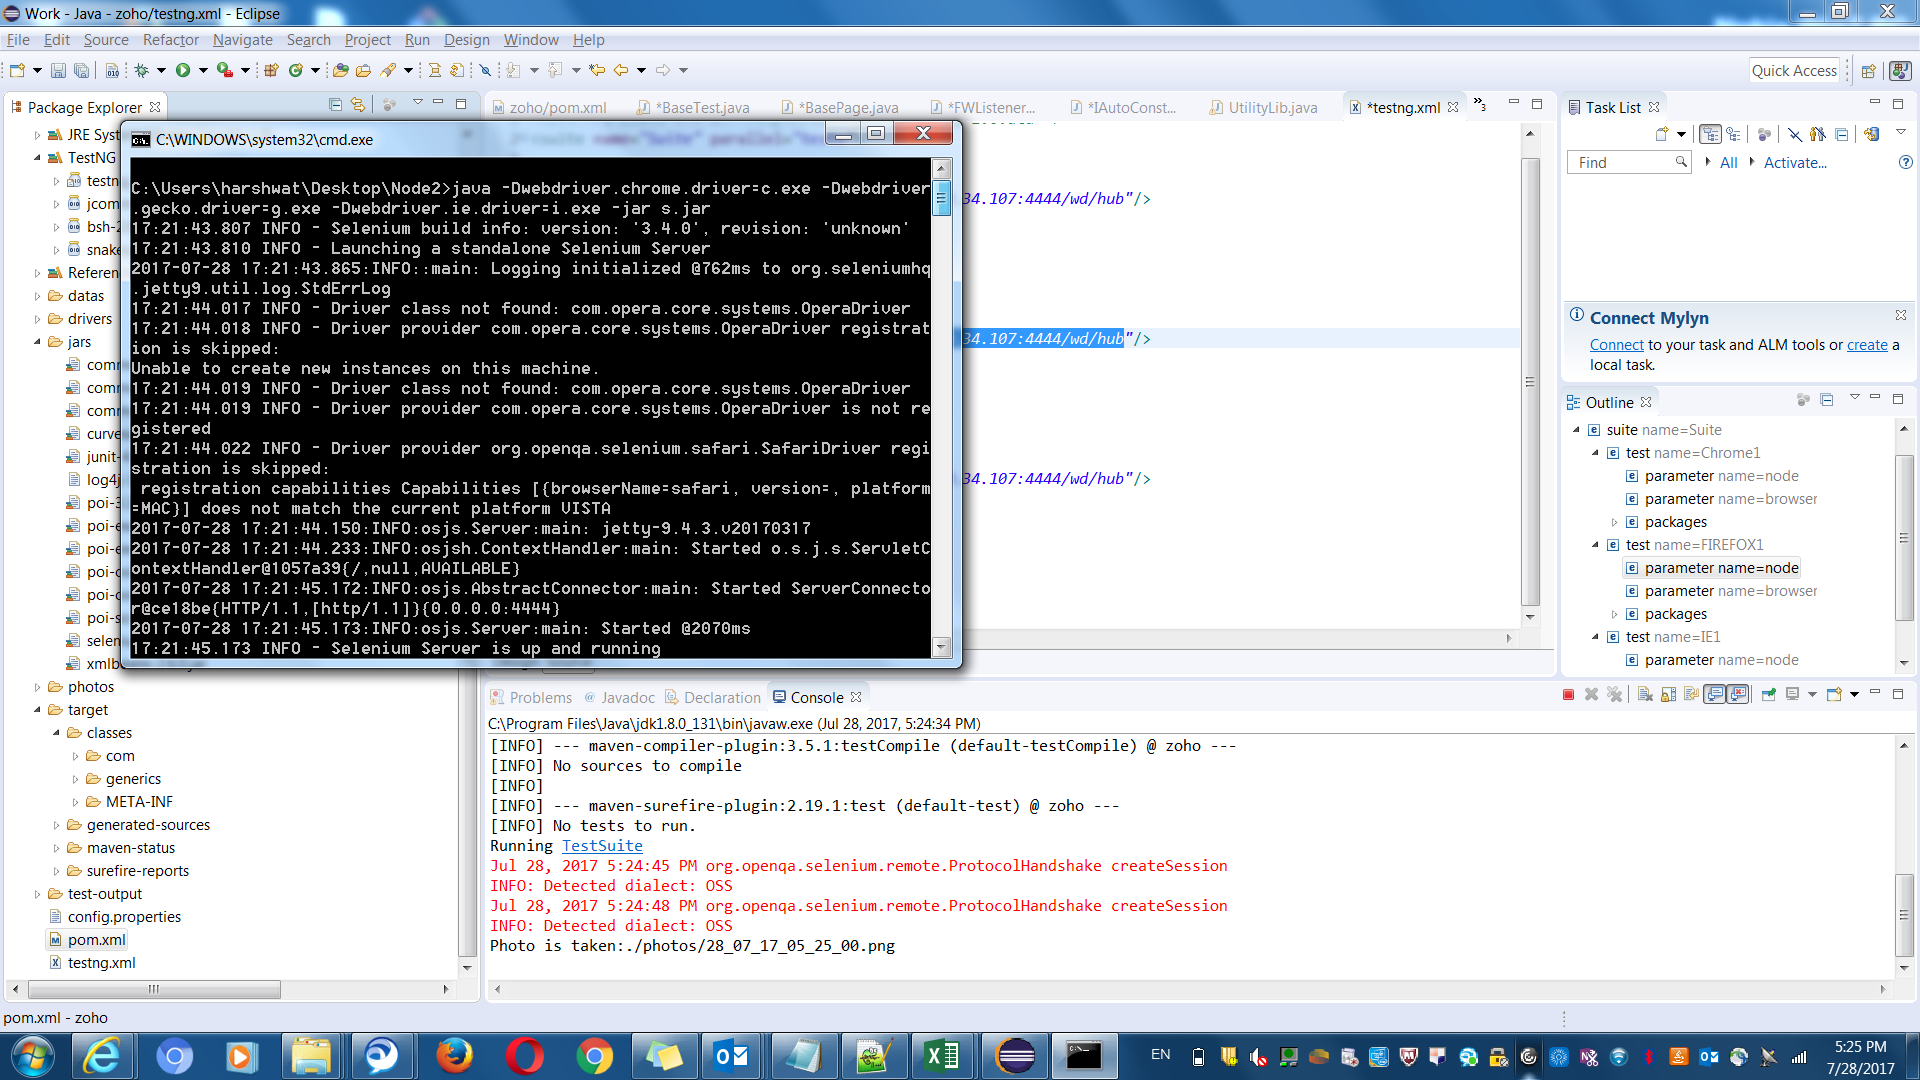 Work - Java - zoho/testng.xml - Eclipse
File Edit Source Refactor Navigate Search Project Run Design Window Help
Quick Access
Package Explorer
JRE Sys
TestNG
testn
jcom
bsh-2
snake
Referen
datas
drivers
jars
comm
comm
comm
curve
junit-
log4j
poi-3
poi-e
poi-e
poi-o
poi-o
poi-s
selen
xmlb
photos
target
classes
com
generics
META-INF
generated-sources
maven-status
surefire-reports
test-output
config.properties
pom.xml
testng.xml
C:\WINDOWS\system32\cmd.exe
C:\Users\harshwat\Desktop\Node2>java -Dwebdriver.chrome.driver=c.exe -Dwebdriver
.gecko.driver=g.exe -Dwebdriver.ie.driver=i.exe -jar s.jar
17:21:43.807 INFO - Selenium build info: version: '3.4.0', revision: 'unknown'
17:21:43.810 INFO - Launching a standalone Selenium Server
2017-07-28 17:21:43.865:INFO::main: Logging initialized @762ms to org.seleniumhq
.jetty9.util.log.StdErrLog
17:21:44.017 INFO - Driver class not found: com.opera.core.systems.OperaDriver
17:21:44.018 INFO - Driver provider com.opera.core.systems.OperaDriver registrat
ion is skipped:
Unable to create new instances on this machine.
17:21:44.019 INFO - Driver class not found: com.opera.core.systems.OperaDriver
17:21:44.019 INFO - Driver provider com.opera.core.systems.OperaDriver is not re
gistered
17:21:44.022 INFO - Driver provider org.openqa.selenium.safari.SafariDriver regi
stration is skipped:
registration capabilities Capabilities [{browserName=safari, version=, platform
=MAC}] does not match the current platform VISTA
2017-07-28 17:21:44.150:INFO:osjs.Server:main: jetty-9.4.3.v20170317
2017-07-28 17:21:44.233:INFO:osjsh.ContextHandler:main: Started o.s.j.s.ServletC
ontextHandler@1057a39{/,null,AVAILABLE}
2017-07-28 17:21:45.172:INFO:osjs.AbstractConnector:main: Started ServerConnecto
r@ce18be{HTTP/1.1,[http/1.1]}{0.0.0.0:4444}
2017-07-28 17:21:45.173:INFO:osjs.Server:main: Started @2070ms
17:21:45.173 INFO - Selenium Server is up and running
zoho/pom.xml *BaseTest.java *BasePage.java *FWListener... *IAutoConst... UtilityLib.java *testng.xml
34.107:4444/wd/hub"/>
34.107:4444/wd/hub"/>
34.107:4444/wd/hub"/>
Task List
Find
All
Activate...
Connect Mylyn
Connect to your task and ALM tools or create a
local task.
Outline
suite name=Suite
test name=Chrome1
parameter name=node
parameter name=browser
packages
test name=FIREFOX1
parameter name=node
parameter name=browser
packages
test name=IE1
parameter name=node
Problems Javadoc Declaration Console
C:\Program Files\Java\jdk1.8.0_131\bin\javaw.exe (Jul 28, 2017, 5:24:34 PM)
[INFO] --- maven-compiler-plugin:3.5.1:testCompile (default-testCompile) @ zoho ---
[INFO] No sources to compile
[INFO]
[INFO] --- maven-surefire-plugin:2.19.1:test (default-test) @ zoho ---
[INFO] No tests to run.
Running TestSuite
Jul 28, 2017 5:24:45 PM org.openqa.selenium.remote.ProtocolHandshake createSession
INFO: Detected dialect: OSS
Jul 28, 2017 5:24:48 PM org.openqa.selenium.remote.ProtocolHandshake createSession
INFO: Detected dialect: OSS
Photo is taken:./photos/28_07_17_05_25_00.png
pom.xml - zoho
EN
5:25 PM
7/28/2017